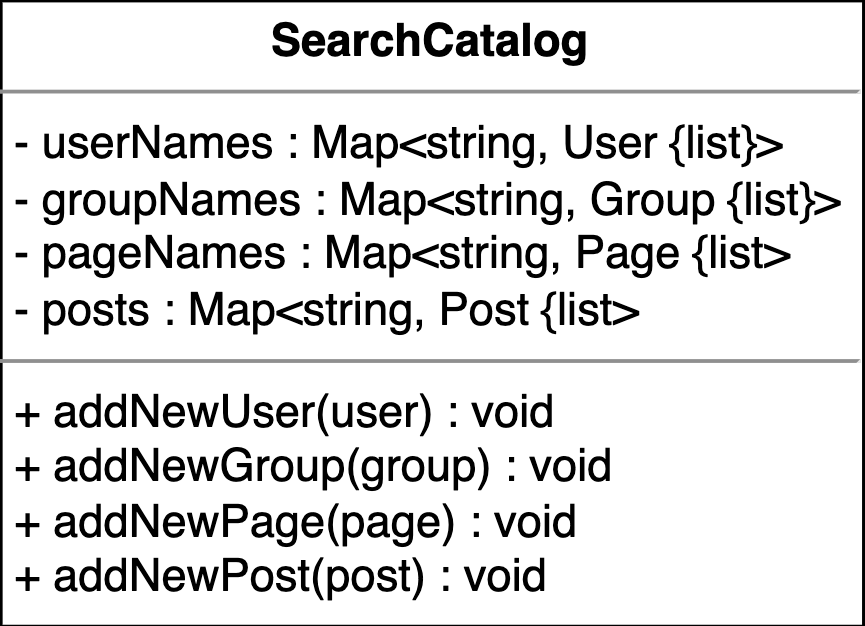 SearchCatalog
- userNames : Map<string, User {list}>
- groupNames : Map<string, Group {list}>
- pageNames : Map<string, Page {list>
- posts : Map<string, Post {list>
+ addNewUser(user) : void
+ addNewGroup(group) : void
+ addNewPage(page) : void
+ addNewPost(post) : void